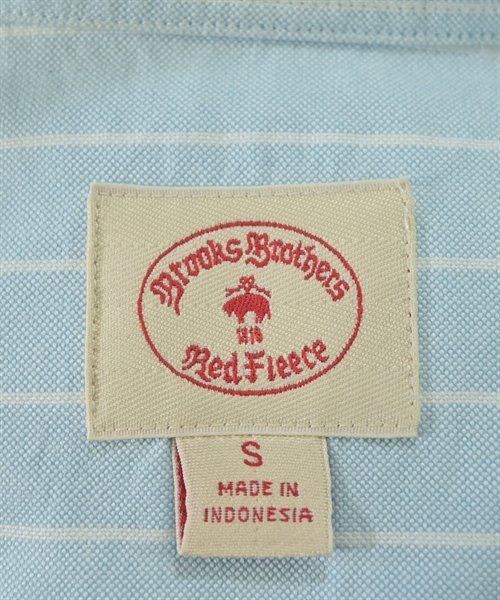 Brooks Brothers
1818
Red Fleece
S
MADE IN
INDONESIA